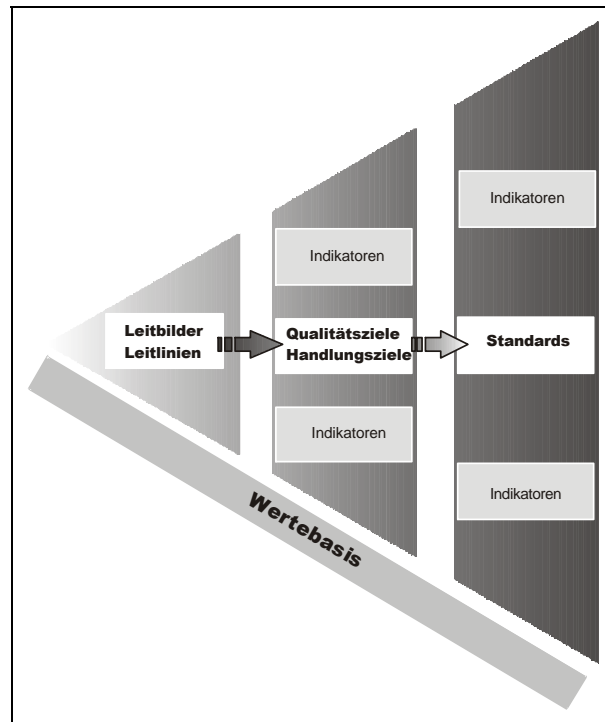 Indikatoren
Indikatoren
Leitbilder
Leitlinien
Qualitätsziele
Handlungsziele
Standards
Indikatoren
Indikatoren
Wertebasis